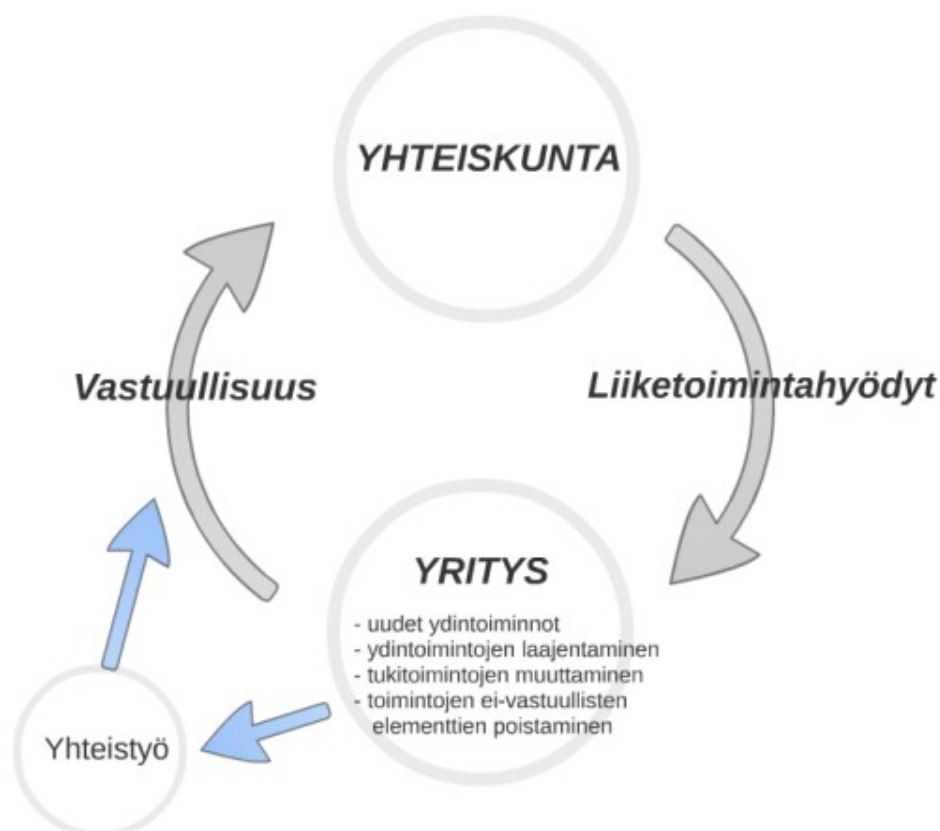 YHTEISKUNTA
Vastuullisuus
Liiketoimintahyödyt
YRITYS
- uudet ydintoiminnot
- ydintoimintojen laajentaminen
- tukitoimintojen muuttaminen
- toimintojen ei-vastuullisten
elementtien poistaminen
Yhteistyö